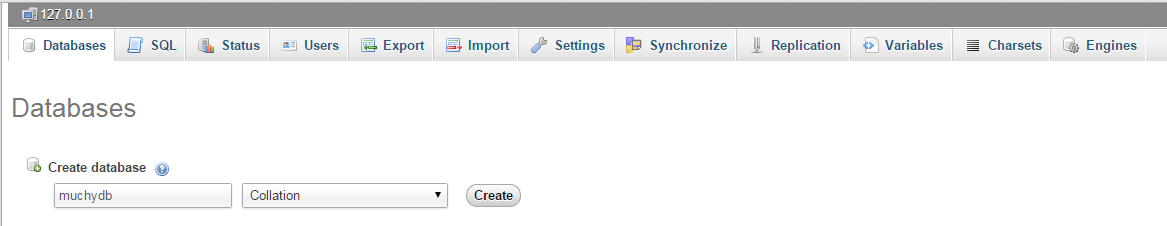 127.0.0.1
Databases SQL Status Users Export Import Settings Synchronize Replication Variables Charsets Engines
Databases
Create database
muchydb Collation Create